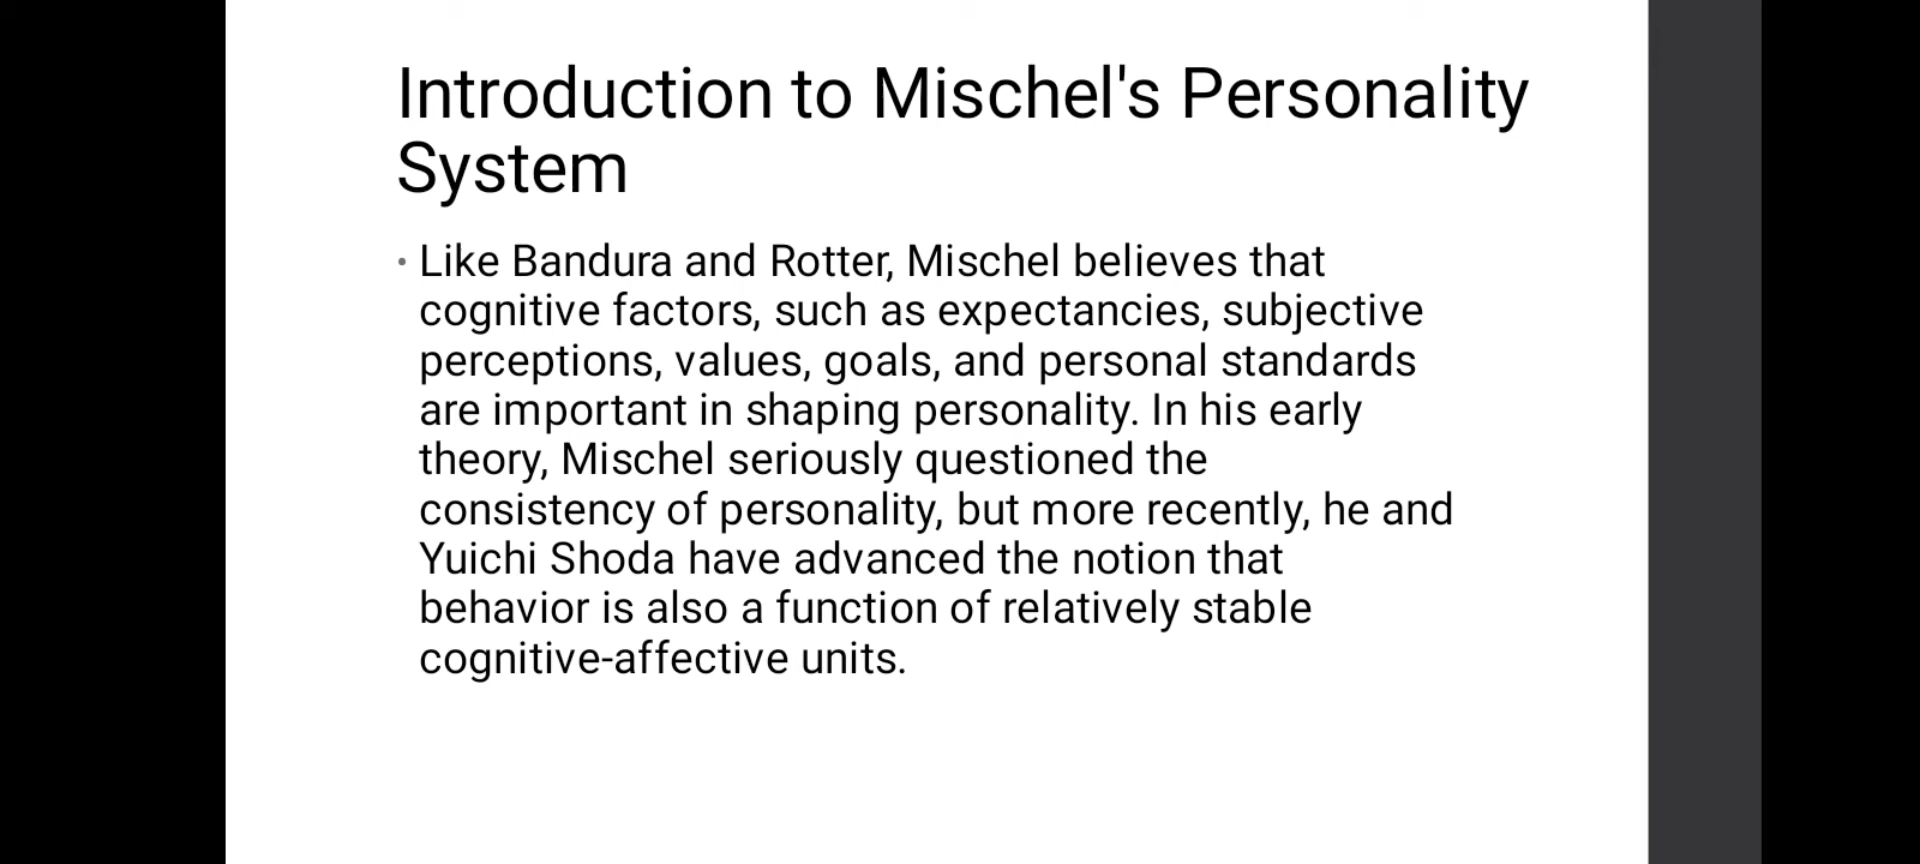 Introduction to Mischel's Personality
System
• Like Bandura and Rotter, Mischel believes that
cognitive factors, such as expectancies, subjective
perceptions, values, goals, and personal standards
are important in shaping personality. In his early
theory, Mischel seriously questioned the
consistency of personality, but more recently, he and
Yuichi Shoda have advanced the notion that
behavior is also a function of relatively stable
cognitive-affective units.